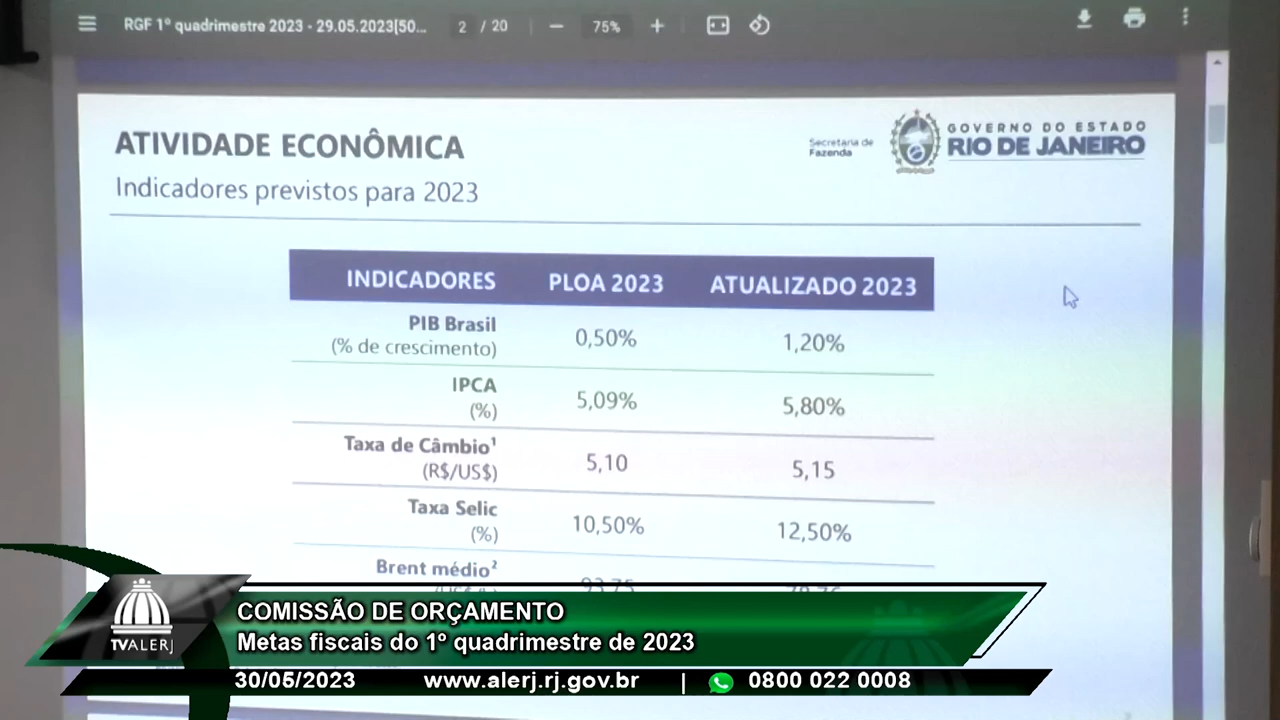 RGF 1º quadrimestre 2023 - 29.05.2023[50...
2 / 20
75%
ATIVIDADE ECONÔMICA
Indicadores previstos para 2023
Secretaria de
Fazenda
GOVERNO DO ESTADO
RIO DE JANEIRO
INDICADORES PLOA 2023 ATUALIZADO 2023
PIB Brasil
(% de crescimento) 0,50% 1,20%
IPCA
(%) 5,09% 5,80%
Taxa de Câmbio¹
(R$/US$) 5,10 5,15
Taxa Selic
(%) 10,50% 12,50%
Brent médio²
93,75
TVALERJ
COMISSÃO DE ORÇAMENTO
Metas fiscais do 1º quadrimestre de 2023
30/05/2023 www.alerj.rj.gov.br | 0800 022 0008